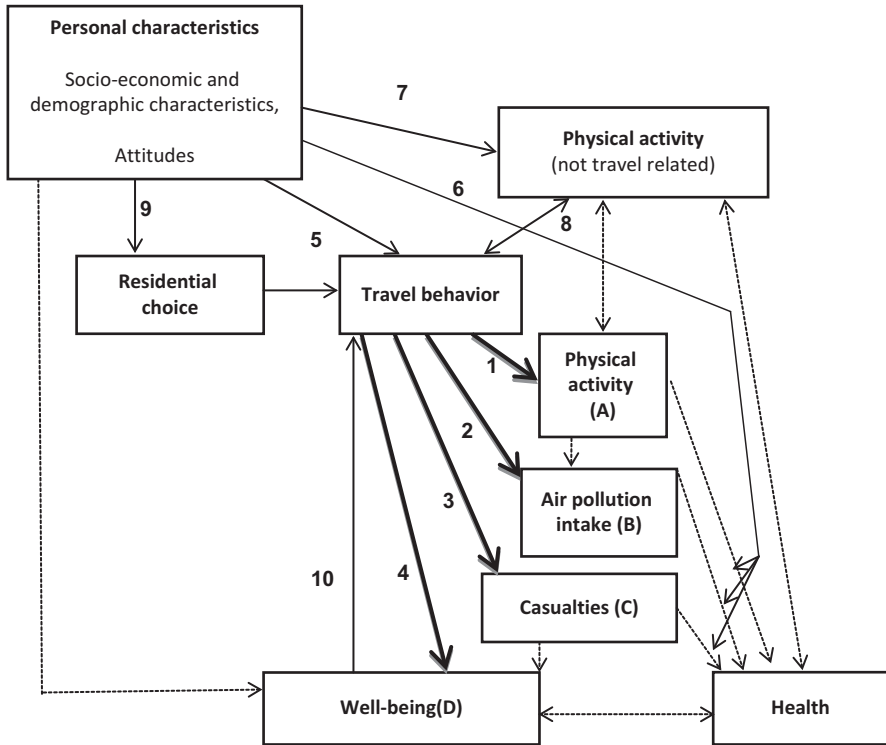 Personal characteristics
Socio-economic and
demographic characteristics,
Attitudes
7
Physical activity
(not travel related)
6
9
5
8
Residential
choice
Travel behavior
1
Physical
activity
(A)
2
Air pollution
intake (B)
3
4
10
Casualties (C)
Well-being(D)
Health